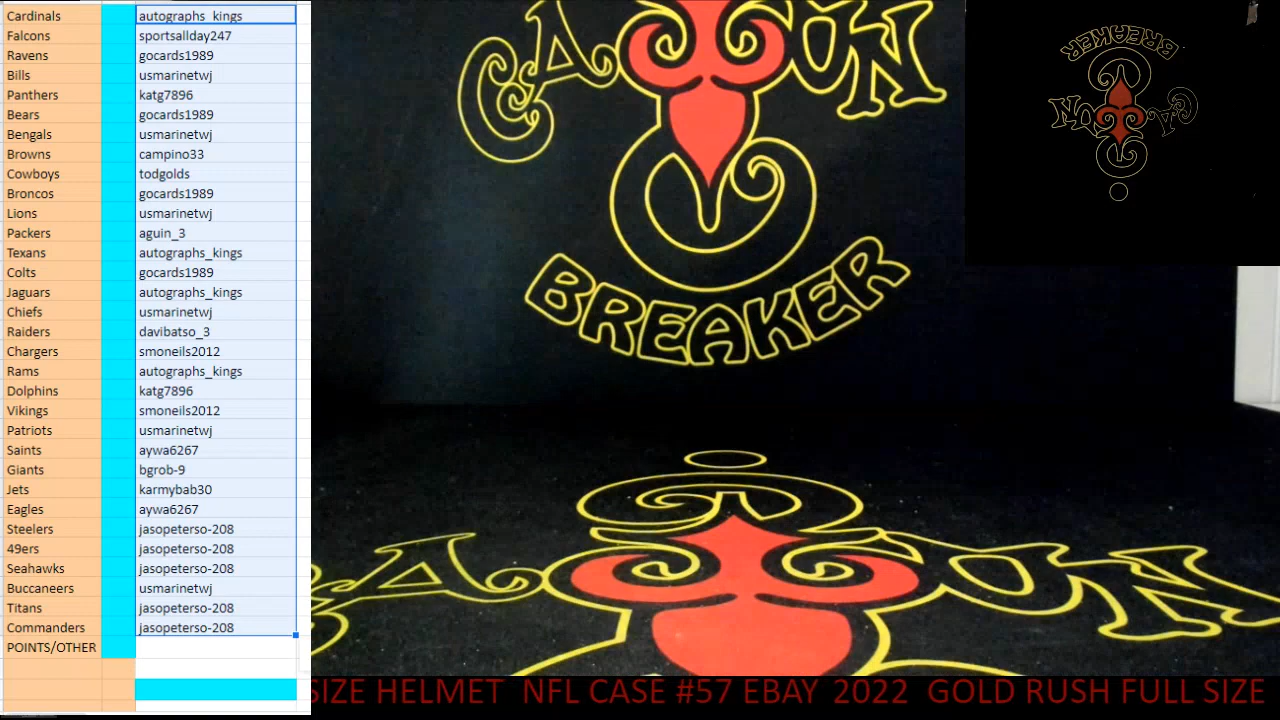 Cardinals autographs_kings
Falcons sportsallday247
Ravens gocards1989
Bills usmarinetwj
Panthers katg7896
Bears gocards1989
Bengals usmarinetwj
Browns campino33
Cowboys todgolds
Broncos gocards1989
Lions usmarinetwj
Packers aguin_3
Texans autographs_kings
Colts gocards1989
Jaguars autographs_kings
Chiefs usmarinetwj
Raiders davibatso_3
Chargers smoneils2012
Rams autographs_kings
Dolphins katg7896
Vikings smoneils2012
Patriots usmarinetwj
Saints aywa6267
Giants bgrob-9
Jets karmybab30
Eagles aywa6267
Steelers jasopeterso-208
49ers jasopeterso-208
Seahawks jasopeterso-208
Buccaneers usmarinetwj
Titans jasopeterso-208
Commanders jasopeterso-208
POINTS/OTHER
BREAKER
BREAKER
SIZE HELMET NFL CASE #57 EBAY 2022 GOLD RUSH FULL SIZE